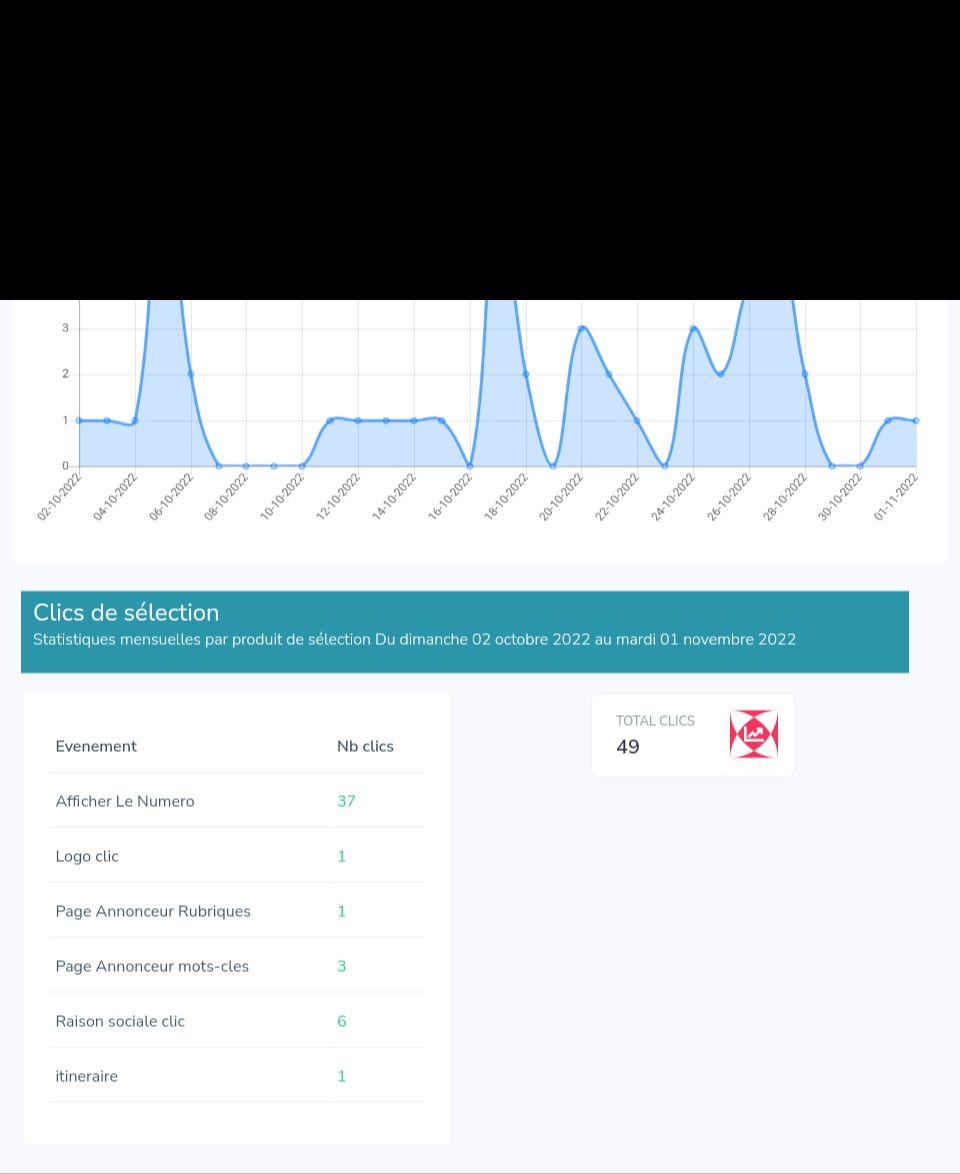 3
2
1
0
02-10-2022
04-10-2022
06-10-2022
08-10-2022
10-10-2022
12-10-2022
14-10-2022
16-10-2022
18-10-2022
20-10-2022
22-10-2022
24-10-2022
26-10-2022
28-10-2022
30-10-2022
01-11-2022
Clics de sélection
Statistiques mensuelles par produit de sélection Du dimanche 02 octobre 2022 au mardi 01 novembre 2022
Evenement Nb clics
Afficher Le Numero 37
Logo clic 1
Page Annonceur Rubriques 1
Page Annonceur mots-cles 3
Raison sociale clic 6
itineraire 1
TOTAL CLICS
49